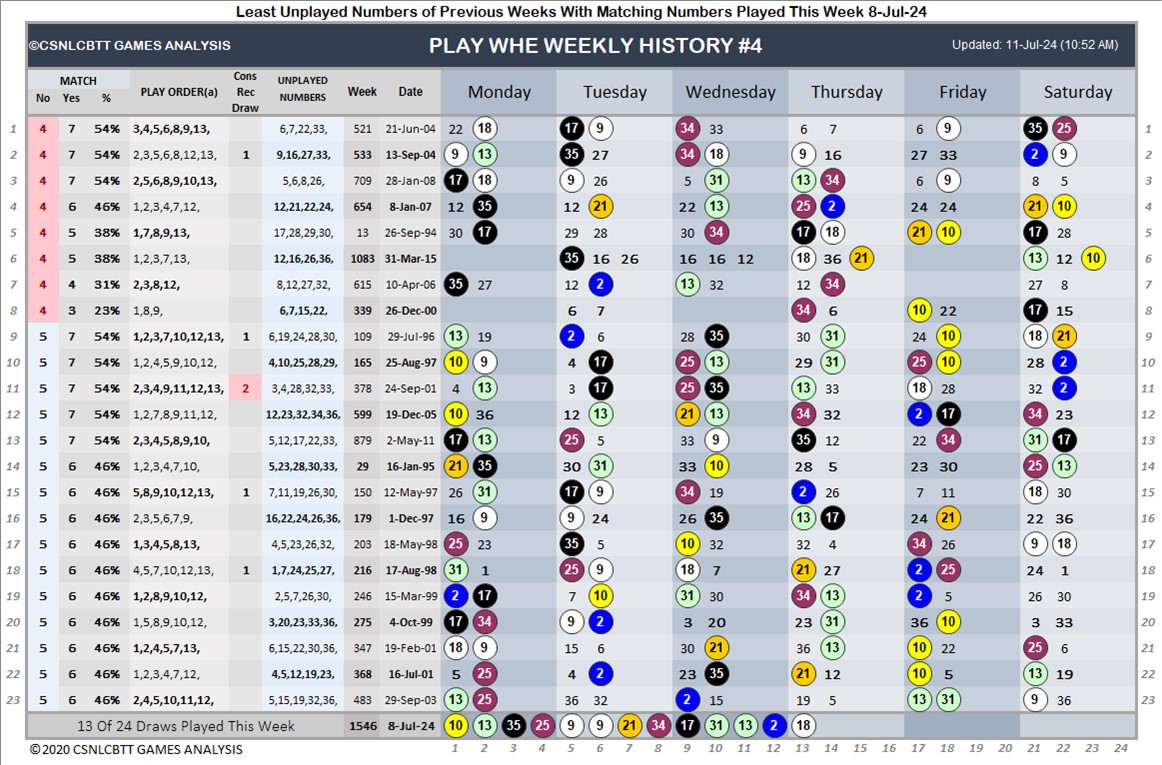 Least Unplayed Numbers of Previous Weeks With Matching Numbers Played This Week 8-Jul-24
©CSNLCBTT GAMES ANALYSIS PLAY WHE WEEKLY HISTORY #4 Updated: 11-Jul-24 (10:52 AM)
MATCH No Yes % PLAY ORDER(a) Cons Rec Draw UNPLAYED NUMBERS Week Date Monday Tuesday Wednesday Thursday Friday Saturday
1 4 7 54% 3,4,5,6,8,9,13, 6,7,22,33, 521 21-Jun-04 22 18 17 9 34 33 6 7 6 9 35 25 1
2 4 7 54% 2,3,5,6,8,12,13, 1 9,16,27,33, 533 13-Sep-04 9 13 35 27 34 18 9 16 27 33 2 9 2
3 4 7 54% 2,5,6,8,9,10,13, 5,6,8,26, 709 28-Jan-08 17 18 9 26 5 31 13 34 6 9 8 5 3
4 4 6 46% 1,2,3,4,7,12, 12,21,22,24, 654 8-Jan-07 12 35 12 21 22 13 25 2 24 24 21 10 4
5 4 5 38% 1,7,8,9,13, 17,28,29,30, 13 26-Sep-94 30 17 29 28 30 34 17 18 21 10 17 28 5
6 4 5 38% 1,2,3,7,13, 12,16,26,36, 1083 31-Mar-15 35 16 26 16 16 12 18 36 21 13 12 10 6
7 4 4 31% 2,3,8,12, 8,12,27,32, 615 10-Apr-06 35 27 12 2 13 32 12 34 27 8 7
8 4 3 23% 1,8,9, 6,7,15,22, 339 26-Dec-00 6 7 34 6 10 22 17 15 8
9 5 7 54% 1,2,3,7,10,12,13, 1 6,19,24,28,30, 109 29-Jul-96 13 19 2 6 28 35 30 31 24 10 18 21 9
10 5 7 54% 1,2,4,5,9,10,12, 4,10,25,28,29, 165 25-Aug-97 10 9 4 17 25 13 29 31 25 10 28 2 10
11 5 7 54% 2,3,4,9,11,12,13, 2 3,4,28,32,33, 363 24-Sep-01 4 13 3 17 25 35 13 33 18 28 32 2 11
12 5 7 54% 1,2,7,8,9,11,12, 12,23,32,34,36, 599 19-Dec-05 10 36 12 13 21 13 34 32 2 17 34 23 12
13 5 7 54% 2,3,4,5,8,9,10, 5,12,17,22,33, 879 2-May-11 17 13 25 5 33 9 35 12 22 34 31 17 13
14 5 6 46% 1,2,3,4,7,10, 5,23,28,30,33, 29 16-Jan-95 21 35 30 31 33 10 28 5 23 30 25 13 14
15 5 6 46% 5,8,9,10,12,13, 1 7,11,19,26,30, 150 12-May-97 26 31 17 9 34 19 2 26 7 11 18 30 15
16 5 6 46% 2,3,5,6,7,9, 16,22,24,26,36, 179 1-Dec-97 16 9 9 24 26 35 13 17 24 21 22 36 16
17 5 6 46% 1,3,4,5,8,13, 4,5,23,26,32, 203 18-May-98 25 23 35 5 10 32 32 4 34 26 9 18 17
18 5 6 46% 4,5,7,10,12,13, 1 1,7,24,25,27, 216 17-Aug-98 31 1 25 9 18 7 21 27 2 25 24 1 18
19 5 6 46% 1,2,8,9,10,12, 2,5,7,26,30, 246 15-Mar-99 2 17 7 10 31 30 34 13 2 5 26 30 19
20 5 6 46% 1,5,8,9,10,12, 3,20,23,33,36, 275 4-Oct-99 17 34 9 2 3 20 23 31 36 10 3 33 20
21 5 6 46% 1,2,4,5,7,13, 6,15,22,30,36, 347 19-Feb-01 18 9 15 6 30 21 36 13 10 22 25 6 21
22 5 6 46% 1,2,3,4,7,12, 4,5,12,19,23, 368 16-Jul-01 5 25 4 2 23 35 21 12 10 5 13 19 22
23 5 6 46% 2,4,5,10,11,12, 5,15,19,32,36, 483 29-Sep-03 13 25 36 32 2 15 19 5 13 31 9 36 23
13 Of 24 Draws Played This Week 1546 8-Jul-24 10 13 35 25 9 9 21 34 17 31 13 2 18
© 2020 CSNLCBTT GAMES ANALYSIS 1 2 3 4 5 6 7 8 9 10 11 12 13 14 15 16 17 18 19 20 21 22 23 24